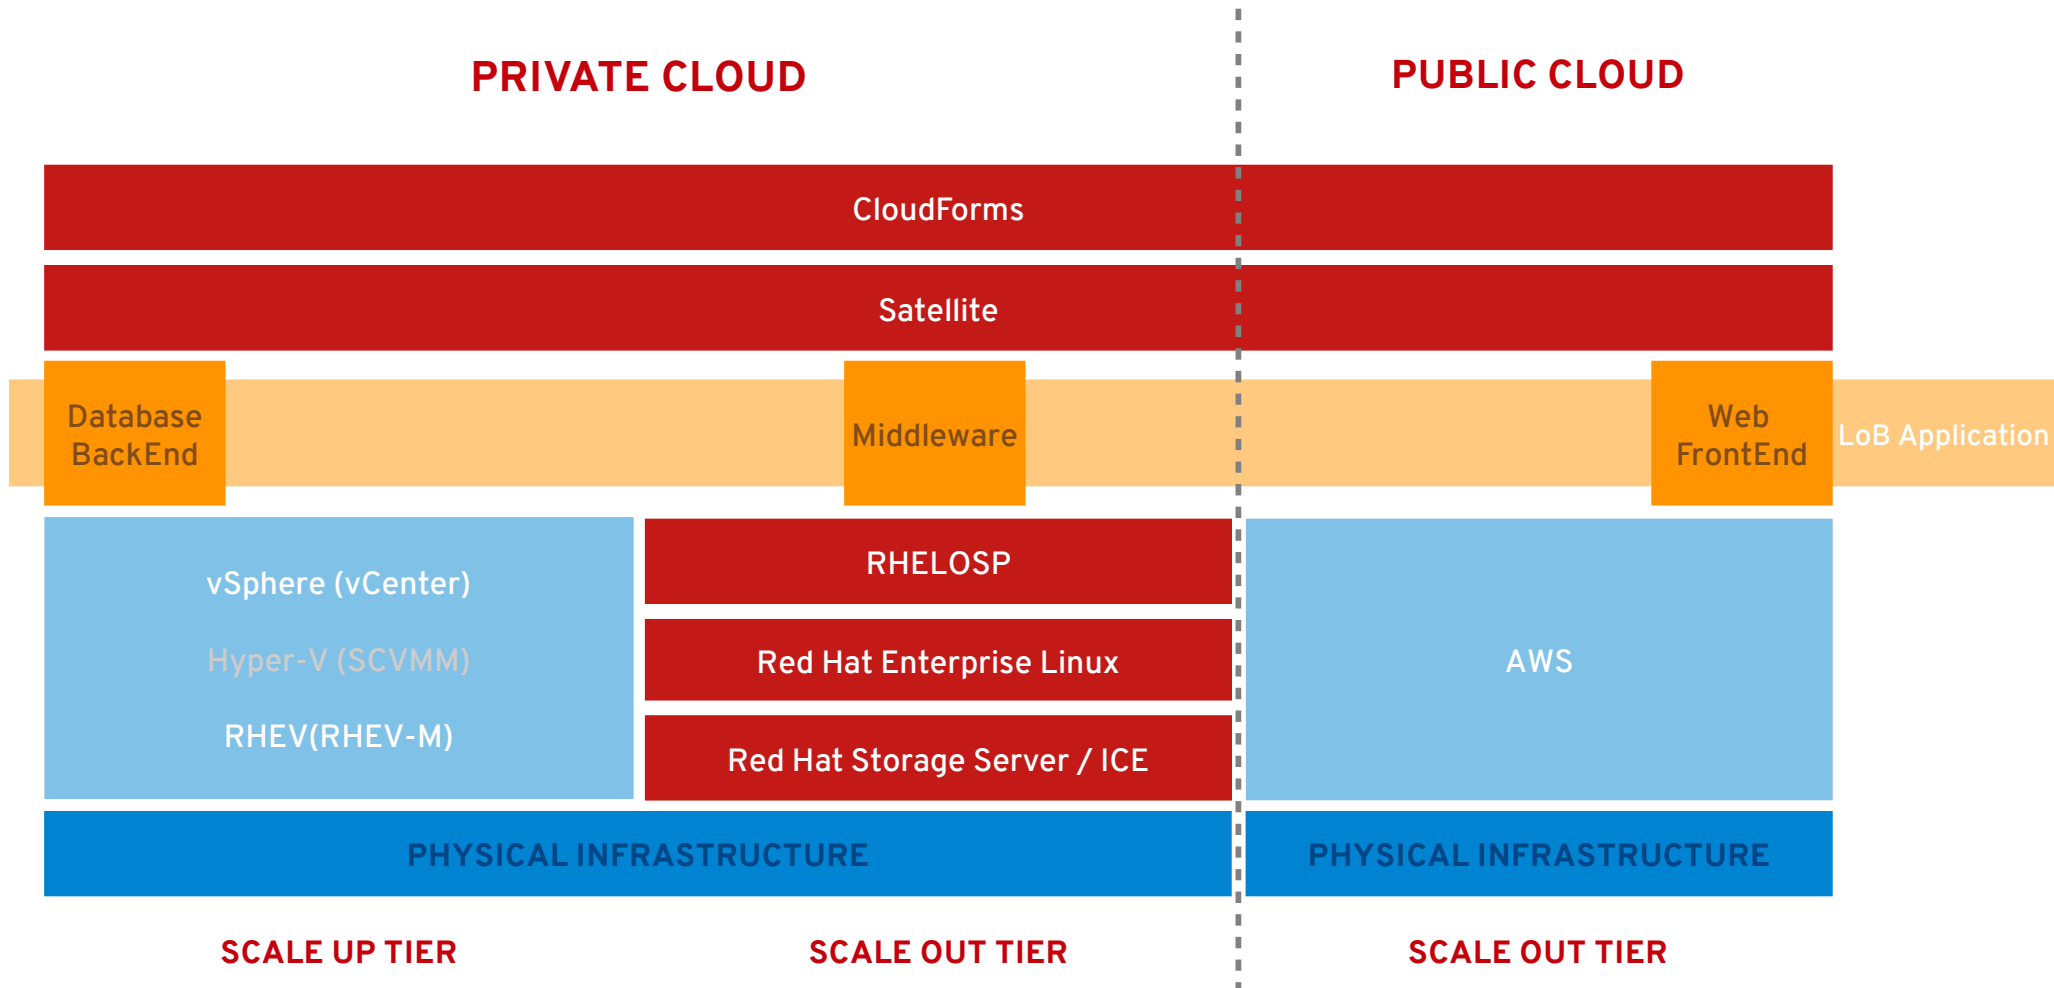 PRIVATE CLOUD
PUBLIC CLOUD
CloudForms
Satellite
Database
BackEnd
Middleware
Web
FrontEnd
LoB Application
vSphere (vCenter)
Hyper-V (SCVMM)
RHEV(RHEV-M)
RHELOSP
Red Hat Enterprise Linux
Red Hat Storage Server / ICE
AWS
PHYSICAL INFRASTRUCTURE
PHYSICAL INFRASTRUCTURE
SCALE UP TIER
SCALE OUT TIER
SCALE OUT TIER